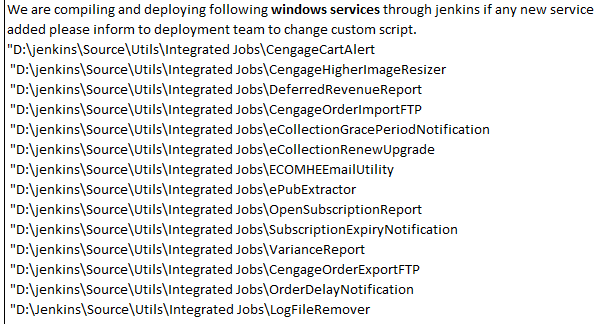 We are compiling and deploying following windows services through jenkins if any new service
added please inform to deployment team to change custom script.
"D:\jenkins\Source\Utils\Integrated Jobs\CengageCartAlert
"D:\jenkins\Source\Utils\Integrated Jobs\CengageHigherImageResizer
"D:\jenkins\Source\Utils\Integrated Jobs\DeferredRevenueReport
"D:\jenkins\Source\Utils\Integrated Jobs\CengageOrderImportFTP
"D:\jenkins\Source\Utils\Integrated Jobs\eCollectionGracePeriodNotification
"D:\jenkins\Source\Utils\Integrated Jobs\eCollectionRenewUpgrade
"D:\jenkins\Source\Utils\Integrated Jobs\ECOMHEEmailUtility
"D:\jenkins\Source\Utils\Integrated Jobs\ePubExtractor
"D:\jenkins\Source\Utils\Integrated Jobs\OpenSubscriptionReport
"D:\jenkins\Source\Utils\Integrated Jobs\SubscriptionExpiryNotification
"D:\jenkins\Source\Utils\Integrated Jobs\VarianceReport
"D:\jenkins\Source\Utils\Integrated Jobs\CengageOrderExportFTP
"D:\jenkins\Source\Utils\Integrated Jobs\OrderDelayNotification
"D:\Jenkins\Source\Utils\Integrated Jobs\LogFileRemover